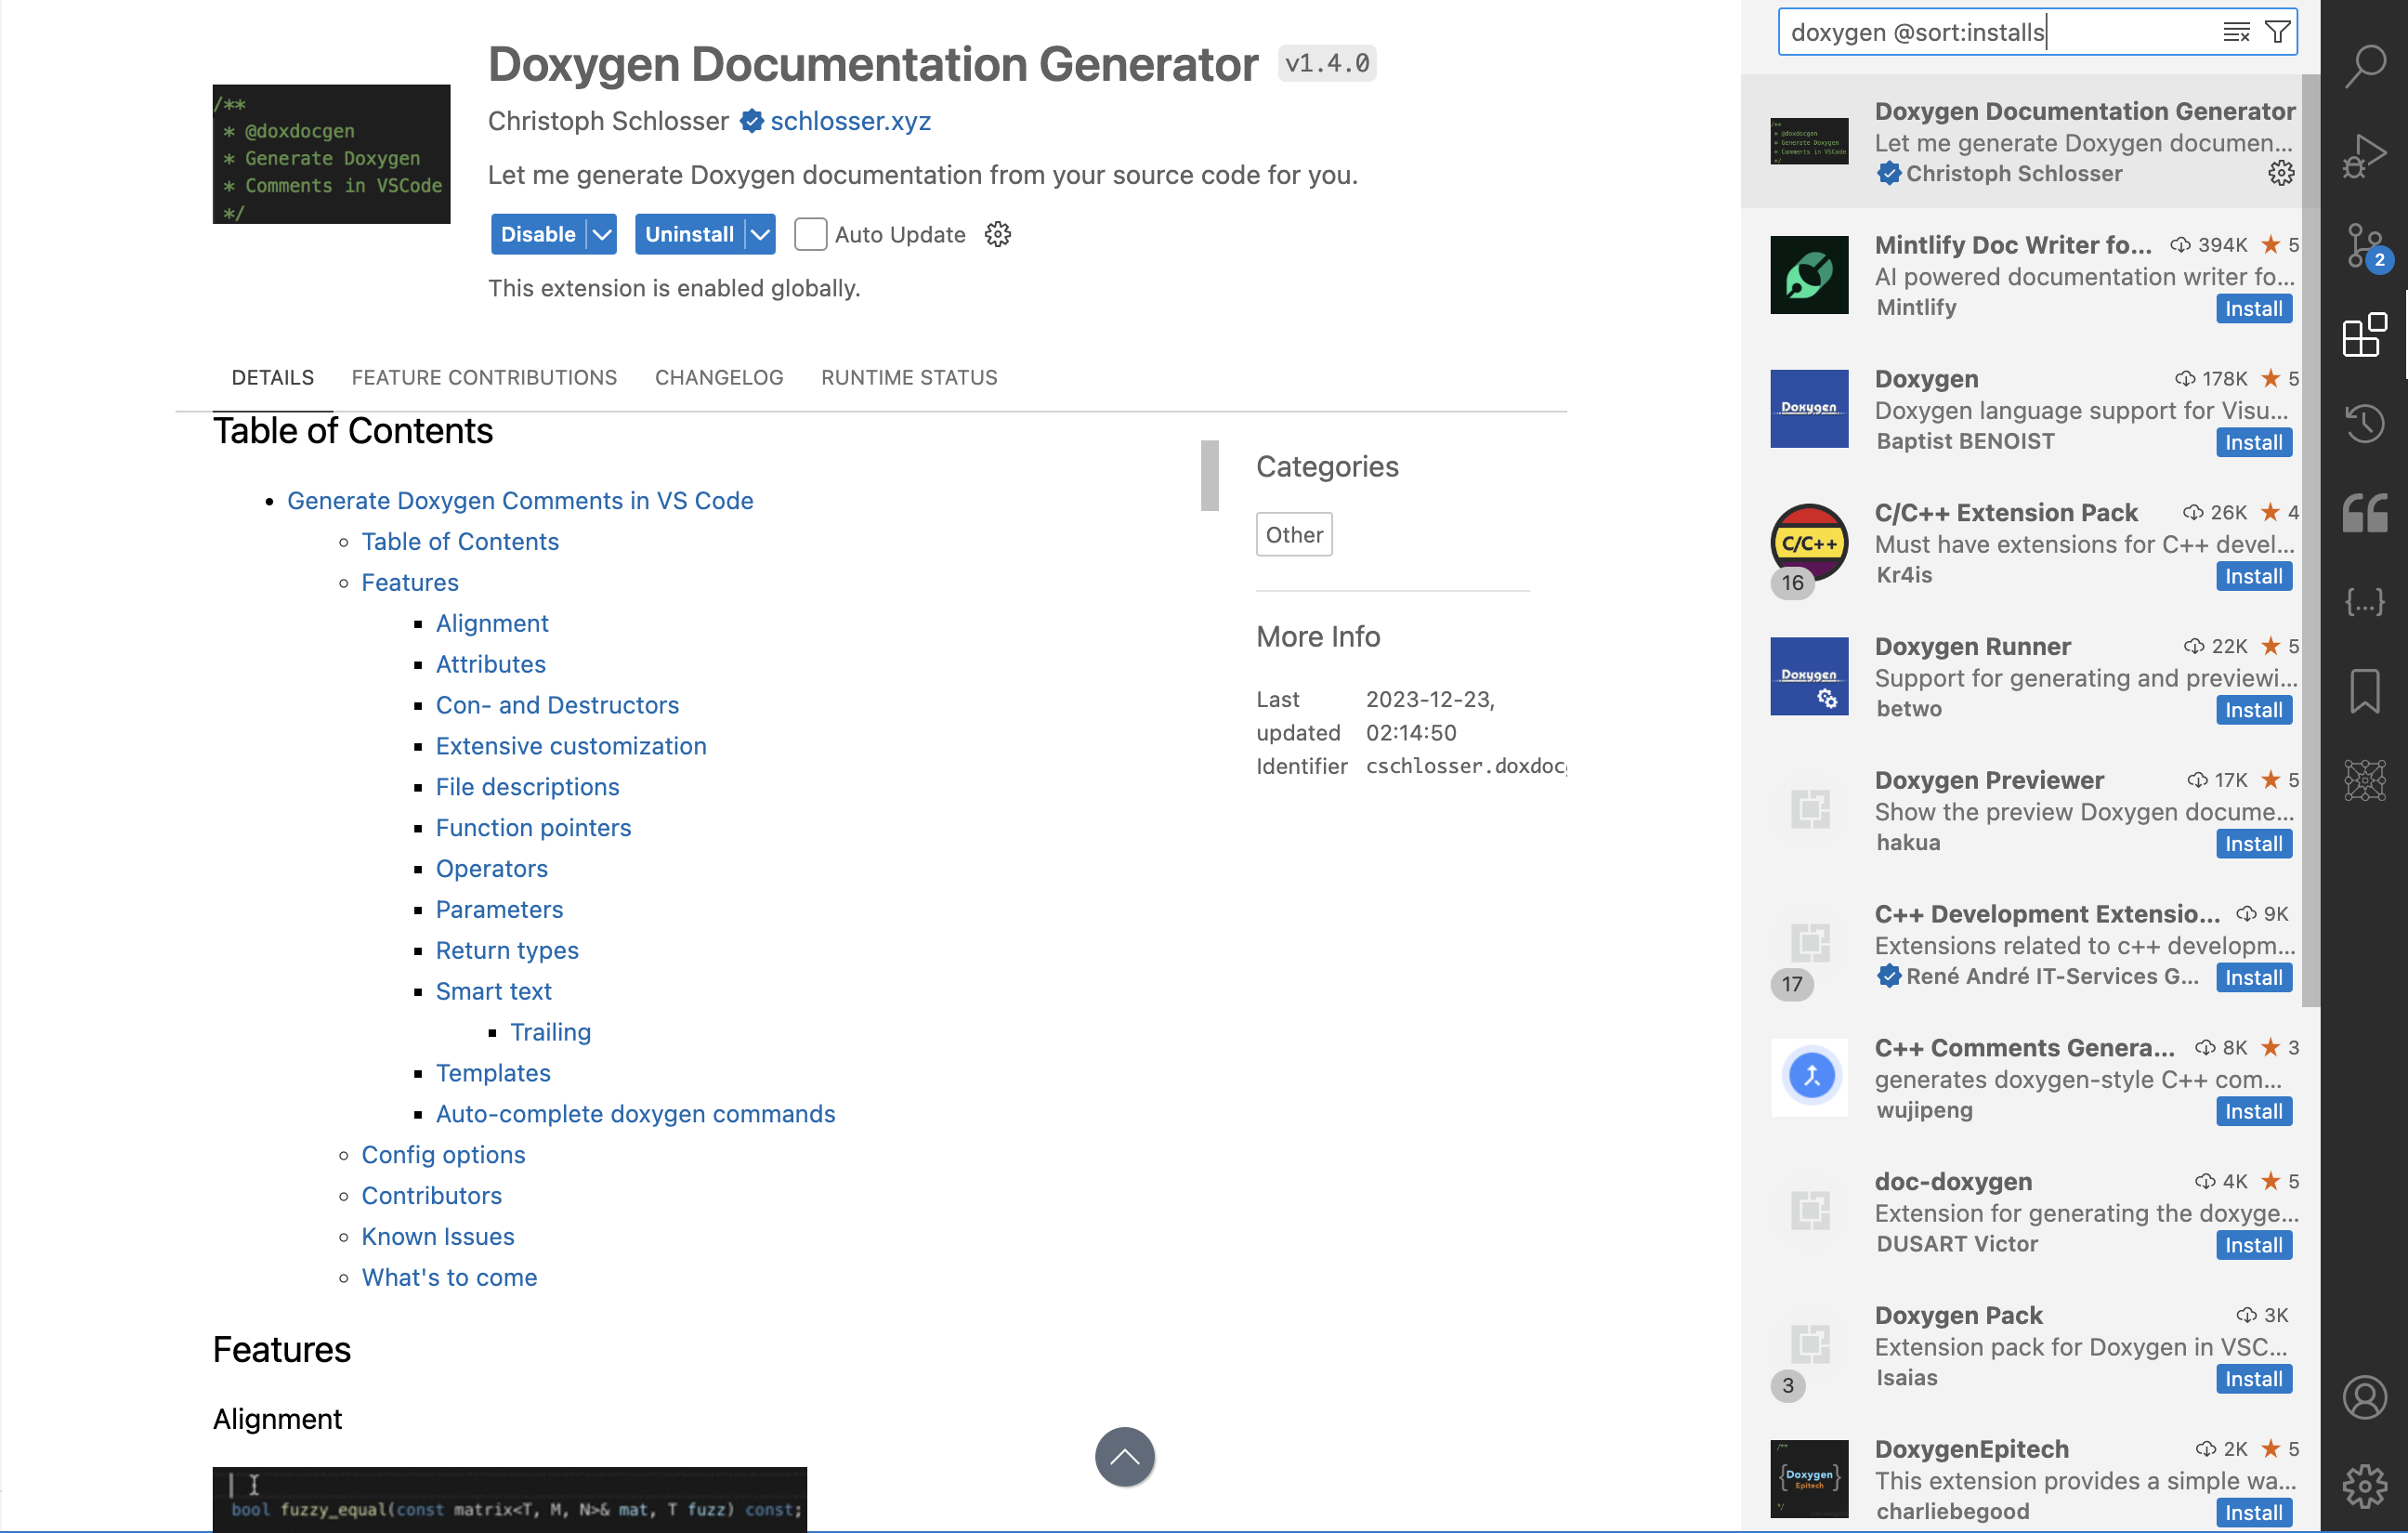 /**
* @doxdocgen
* Generate Doxygen
* Comments in VSCode
*/
Doxygen Documentation Generator v1.4.0
Christoph Schlosser schlosser.xyz
Let me generate Doxygen documentation from your source code for you.
Disable Uninstall Auto Update
This extension is enabled globally.
DETAILS FEATURE CONTRIBUTIONS CHANGELOG RUNTIME STATUS
Table of Contents
Generate Doxygen Comments in VS Code
Table of Contents
Features
Alignment
Attributes
Con- and Destructors
Extensive customization
File descriptions
Function pointers
Operators
Parameters
Return types
Smart text
Trailing
Templates
Auto-complete doxygen commands
Config options
Contributors
Known Issues
What's to come
Features
Alignment
bool fuzzy_equal(const matrix<T, M, N>& mat, T fuzz) const;
Categories
Other
More Info
Last updated 2023-12-23, 02:14:50
Identifier cschlosser.doxdoc
doxygen @sort:installs
/**
* @doxdocgen
* Generate Doxygen
* Comments in VSCode
*/
Doxygen Documentation Generator
Let me generate Doxygen documen...
Christoph Schlosser
Mintlify Doc Writer fo... 394K ★ 5
AI powered documentation writer fo...
Mintlify Install
Doxygen
Doxygen 178K ★ 5
Doxygen language support for Visu...
Baptist BENOIST Install
C/C++
16
C/C++ Extension Pack 26K ★ 4
Must have extensions for C++ devel...
Kr4is Install
Doxygen
Doxygen Runner 22K ★ 5
Support for generating and previewi...
betwo Install
Doxygen Previewer 17K ★ 5
Show the preview Doxygen docume...
hakua Install
17
C++ Development Extensio... 9K
Extensions related to c++ developm...
René André IT-Services G... Install
C++ Comments Genera... 8K ★ 3
generates doxygen-style C++ com...
wujipeng Install
doc-doxygen 4K ★ 5
Extension for generating the doxyge...
DUSART Victor Install
3
Doxygen Pack 3K
Extension pack for Doxygen in VSC...
Isaias Install
/**
{Doxygen}
Epitech
*/
DoxygenEpitech 2K ★ 5
This extension provides a simple wa...
charliebegood Install
2
{...}